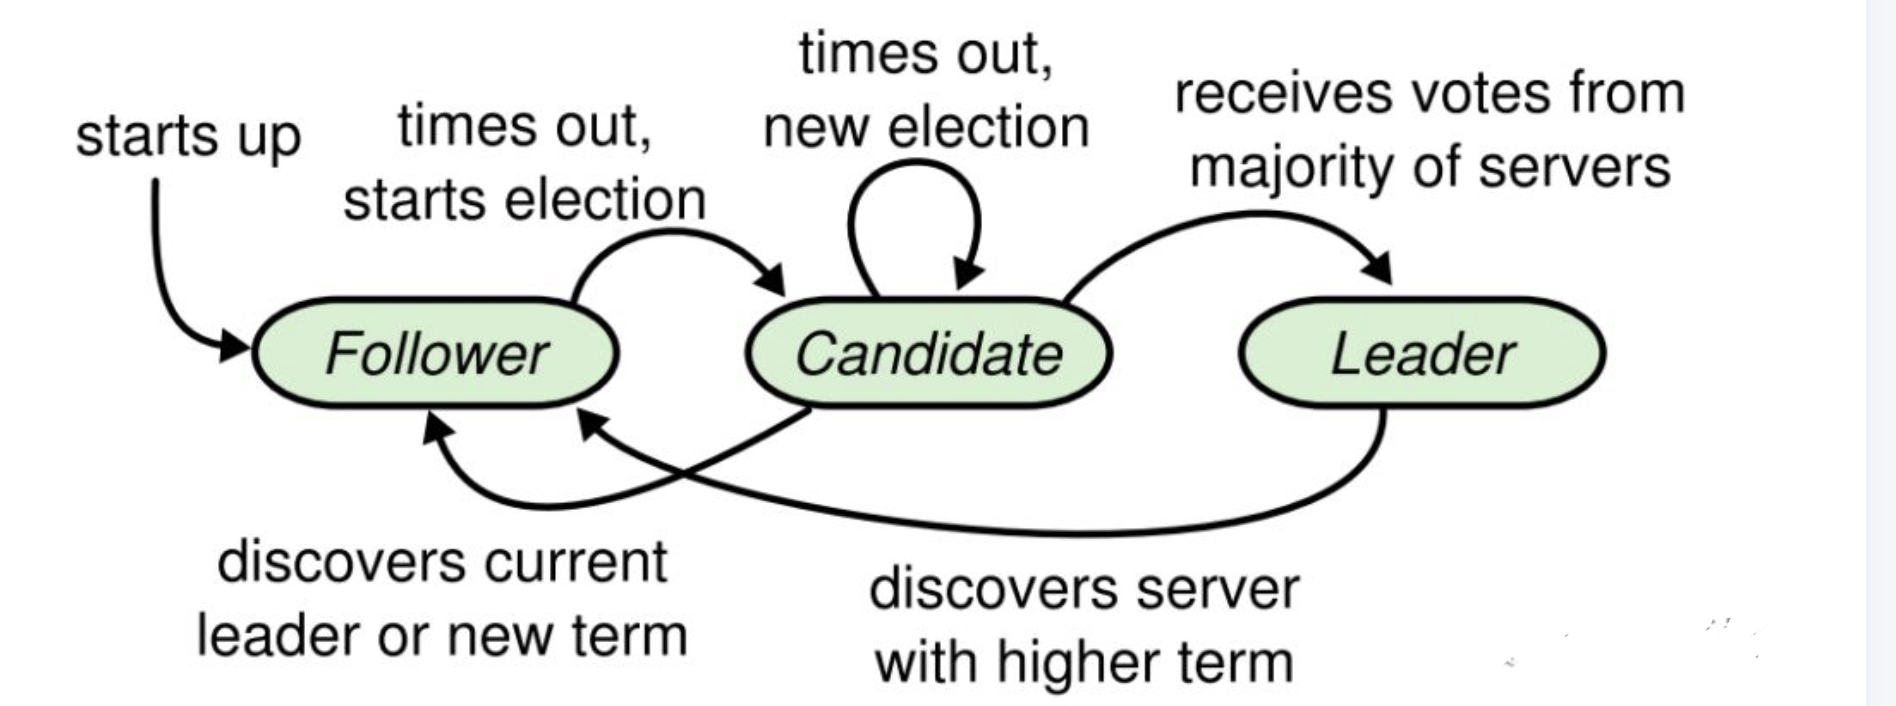 starts up
times out,
starts election
times out,
new election
receives votes from
majority of servers
Follower
Candidate
Leader
discovers current
leader or new term
discovers server
with higher term